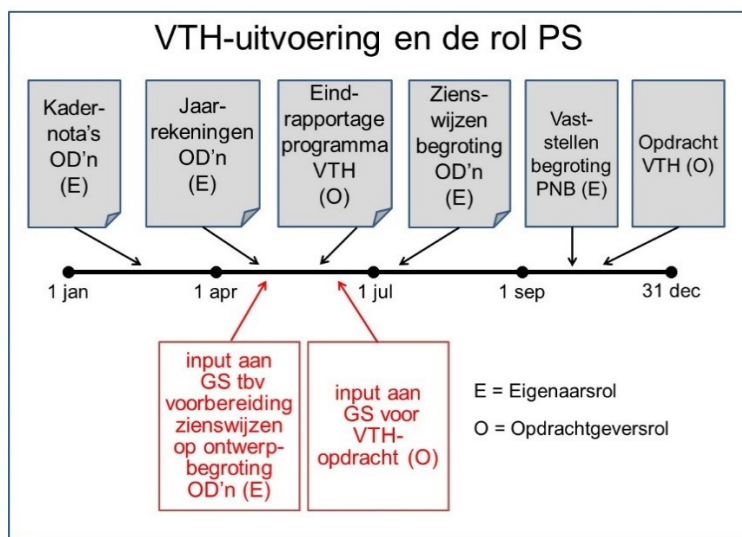 VTH-uitvoering en de rol PS
Kader-
nota's
OD'n
(E)
Jaar-
rekeningen
OD'n
(E)
Eind-
rapportage
programma
VTH
(O)
Ziens-
wijzen
begroting
OD'n
(E)
Vast-
stellen
begroting
PNB (E)
Opdracht
VTH (O)
1 jan
1 apr
1 jul
1 sep
31 dec
input aan
GS tbv
voorbereiding
zienswijzen
op ontwerp-
begroting
OD'n (E)
input aan
GS voor
VTH-
opdracht (O)
E = Eigenaarsrol
O = Opdrachtgeversrol